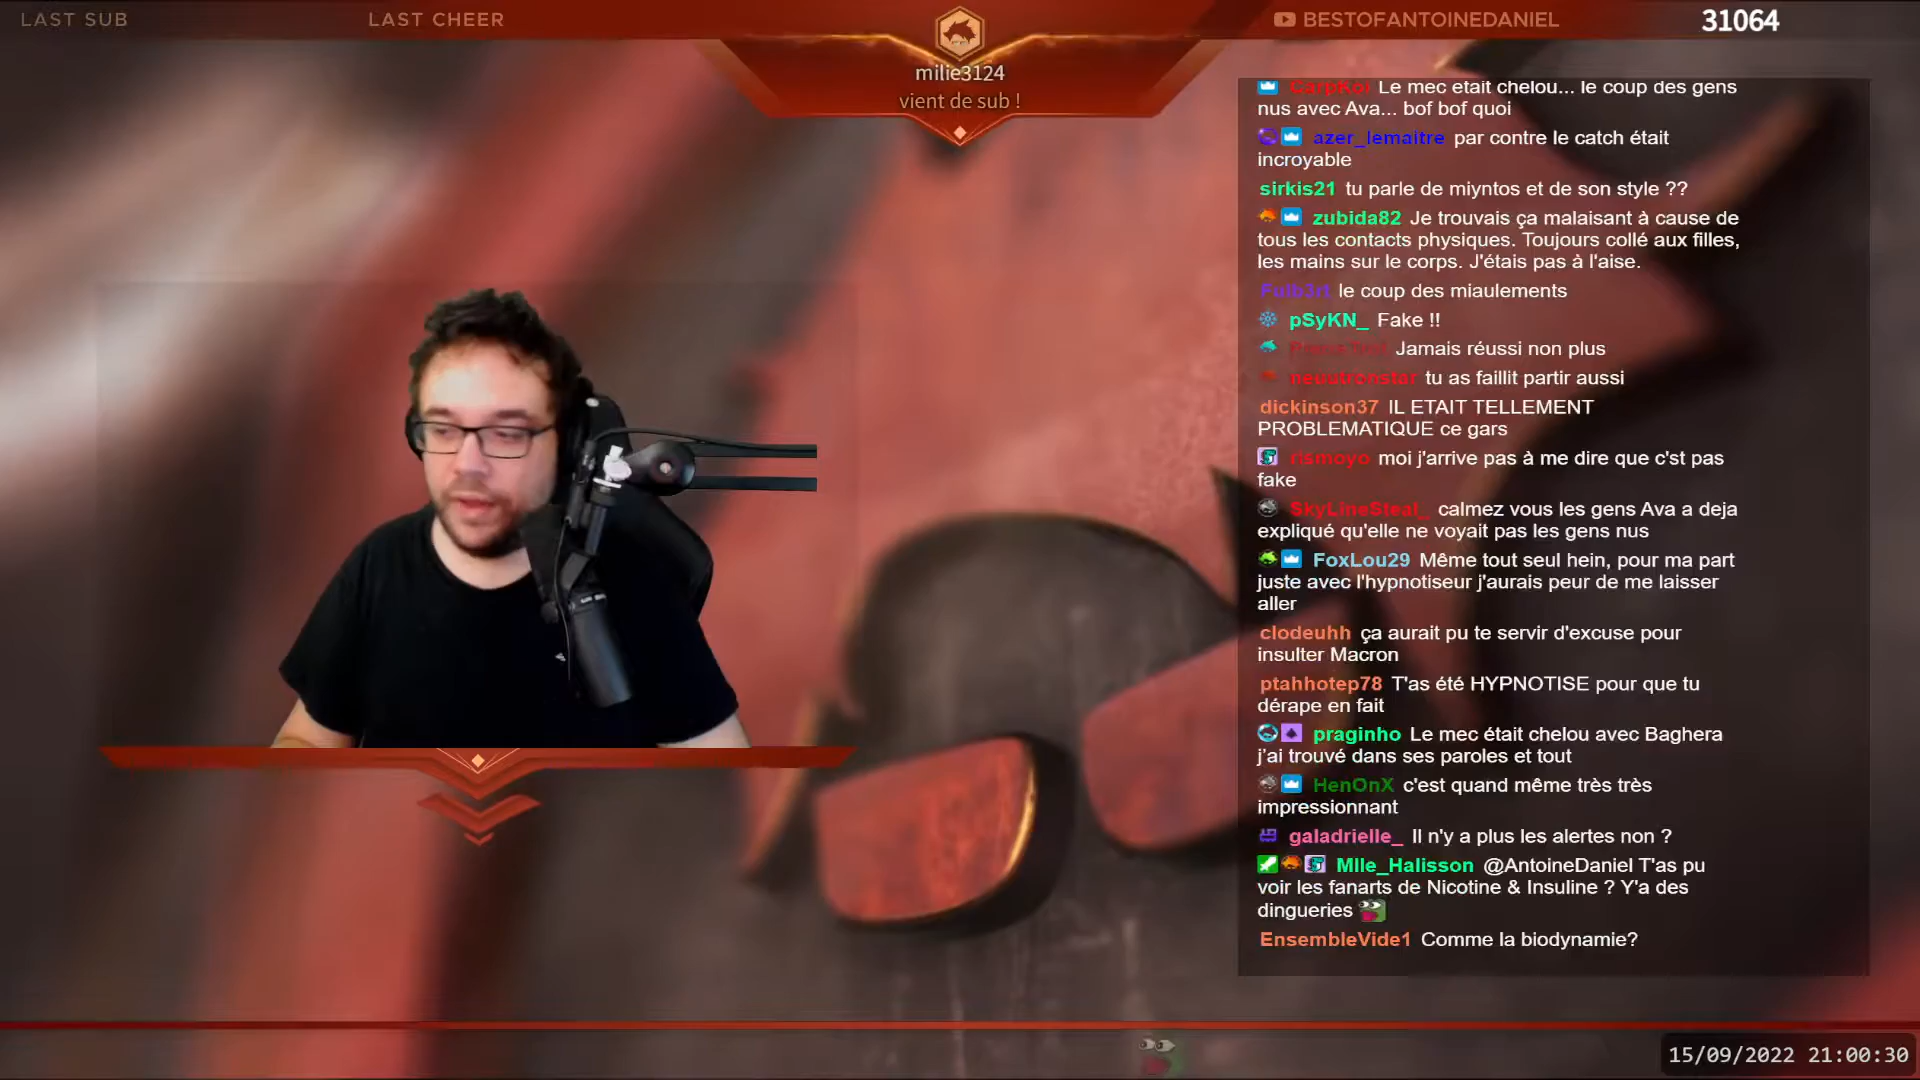 LAST SUB
LAST CHEER
BESTOFANTOINEDANIEL
31064
milie3124
vient de sub !
CarpKoi Le mec etait chelou... le coup des gens
nus avec Ava... bof bof quoi
azer_lemaitre par contre le catch était
incroyable
sirkis21 tu parle de miyntos et de son style ??
zubida82 Je trouvais ça malaisant à cause de
tous les contacts physiques. Toujours collé aux filles,
les mains sur le corps. J'étais pas à l'aise.
Fulb3rt le coup des miaulements
pSyKN_ Fake !!
Jamais réussi non plus
neuutronstar tu as faillit partir aussi
dickinson37 IL ETAIT TELLEMENT
PROBLEMATIQUE ce gars
rismoyo moi j'arrive pas à me dire que c'st pas
fake
SkyLineSteal_ calmez vous les gens Ava a deja
expliqué qu'elle ne voyait pas les gens nus
FoxLou29 Même tout seul hein, pour ma part
juste avec l'hypnotiseur j'aurais peur de me laisser
aller
clodeuhh ça aurait pu te servir d'excuse pour
insulter Macron
ptahhotep78 T'as été HYPNOTISE pour que tu
dérape en fait
praginho Le mec était chelou avec Baghera
j'ai trouvé dans ses paroles et tout
HenOnX c'est quand même très très
impressionnant
galadrielle_ Il n'y a plus les alertes non ?
Mlle_Halisson @AntoineDaniel T'as pu
voir les fanarts de Nicotine & Insuline ? Y'a des
dingueries
EnsembleVide1 Comme la biodynamie?
15/09/2022 21:00:30